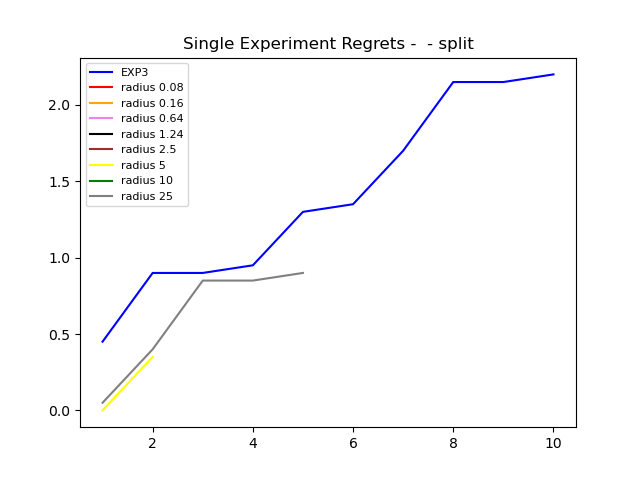 Single Experiment Regrets -  - split
EXP3
radius 0.08
radius 0.16
radius 0.64
radius 1.24
radius 2.5
radius 5
radius 10
radius 25
2.0
1.5
1.0
0.5
0.0
2 4 6 8 10